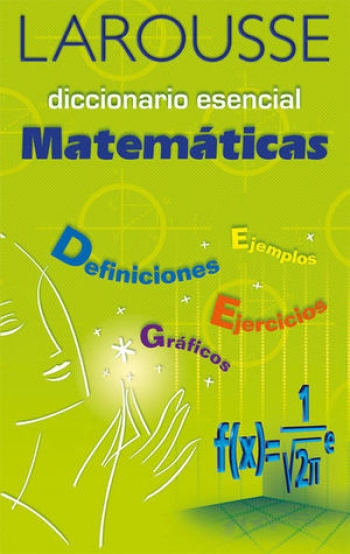 LAROUSSE
diccionario esencial
Matemáticas
Definiciones
Ejemplos
Ejercicios
Gráficos
f(x)=1/√2π e